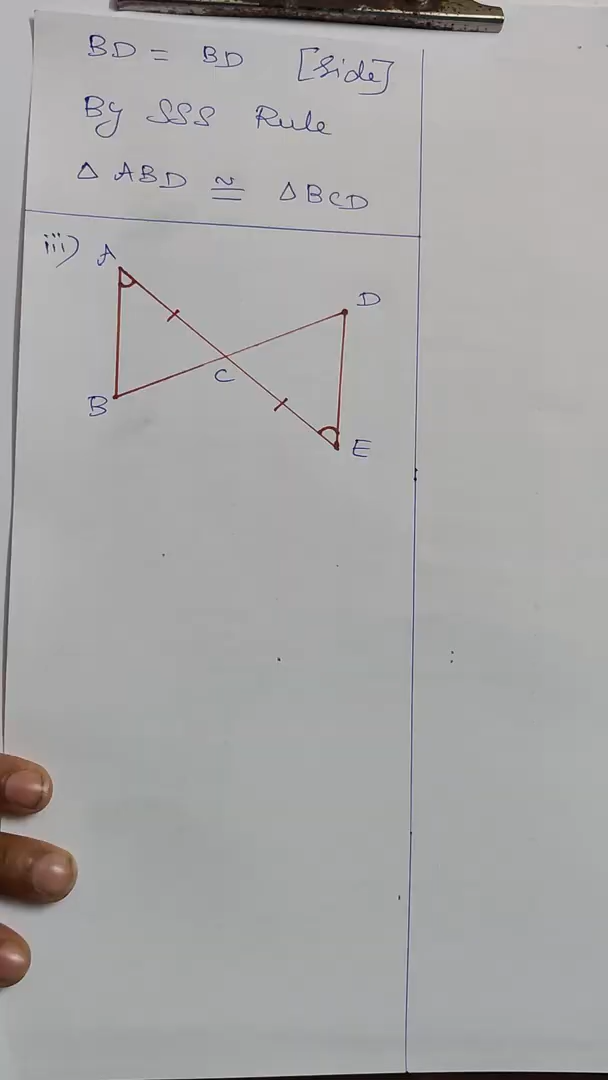 BD = BD [Side]
By SSS Rule
Δ ABD ≅ Δ BCD
iii) A
D
C
B
E